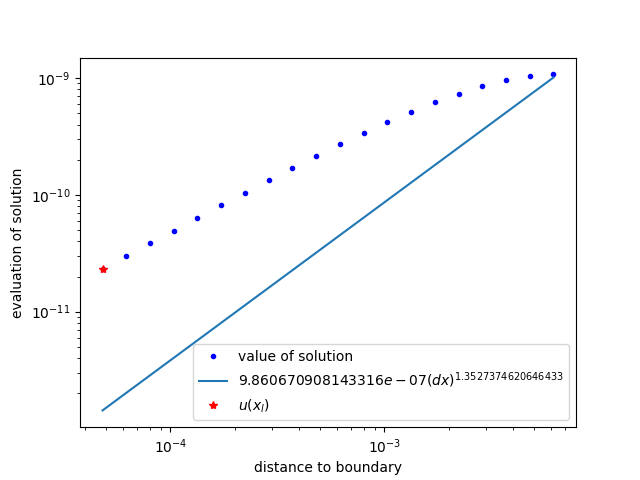 10⁻⁹
10⁻¹⁰
10⁻¹¹
evaluation of solution
value of solution
9.860670908143316e − 07(dx)^1.3527374620646433
u(x_l)
10⁻⁴
10⁻³
distance to boundary